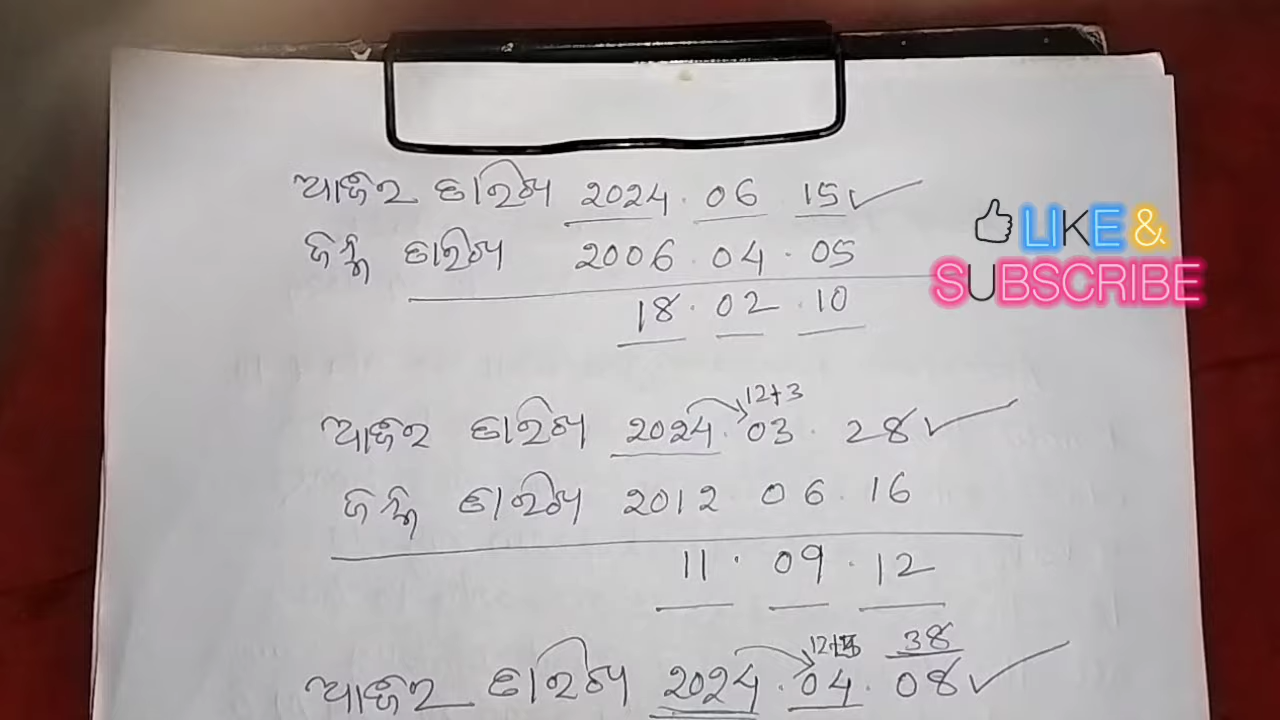 ଆଜିର ତାରିଖ 2024 . 06 15
ଜନ୍ମ ତାରିଖ 2006 . 04 . 05
18 . 02 . 10
LIKE &
SUBSCRIBE
12+3
ଆଜିର ତାରିଖ 2024 . 03 . 28
ଜନ୍ମ ତାରିଖ 2012 06 . 16
11 . 09 . 12
38
ଆଜିର ତାରିଖ 2024 . 04 . 08